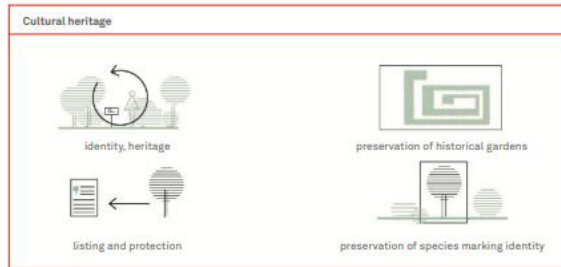 Cultural heritage
identity, heritage
preservation of historical gardens
listing and protection
preservation of species marking identity